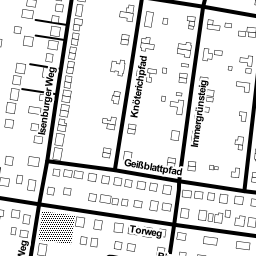 Isenburger Weg
Knöterichpfad
Immergrünsteig
Geißblattpfad
Torweg
Weg